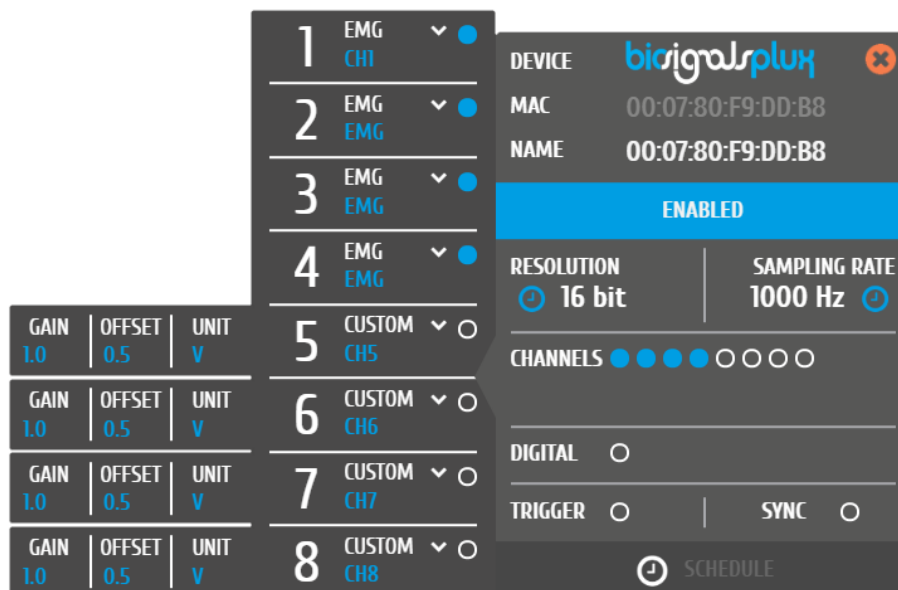 1 EMG
CH1
2 EMG
EMG
3 EMG
EMG
4 EMG
EMG
GAIN OFFSET UNIT
1.0 0.5 V
5 CUSTOM
CH5
GAIN OFFSET UNIT
1.0 0.5 V
6 CUSTOM
CH6
GAIN OFFSET UNIT
1.0 0.5 V
7 CUSTOM
CH7
GAIN OFFSET UNIT
1.0 0.5 V
8 CUSTOM
CH8
DEVICE biosignalsplux
MAC 00:07:80:F9:DD:B8
NAME 00:07:80:F9:DD:B8
ENABLED
RESOLUTION SAMPLING RATE
16 bit 1000 Hz
CHANNELS
DIGITAL
TRIGGER SYNC
SCHEDULE